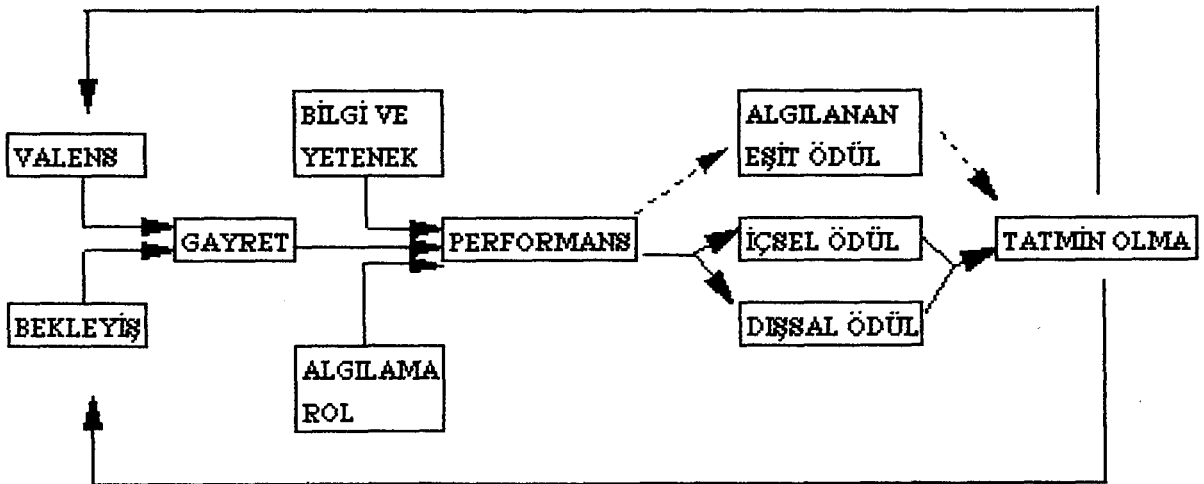 VALENS
BEKLEYİŞ
GAYRET
BİLGİ VE
YETENEK
ALGILAMA
ROL
PERFORMANS
ALGILANAN
EŞİT ÖDÜL
İÇSEL ÖDÜL
DIŞSAL ÖDÜL
TATMİN OLMA